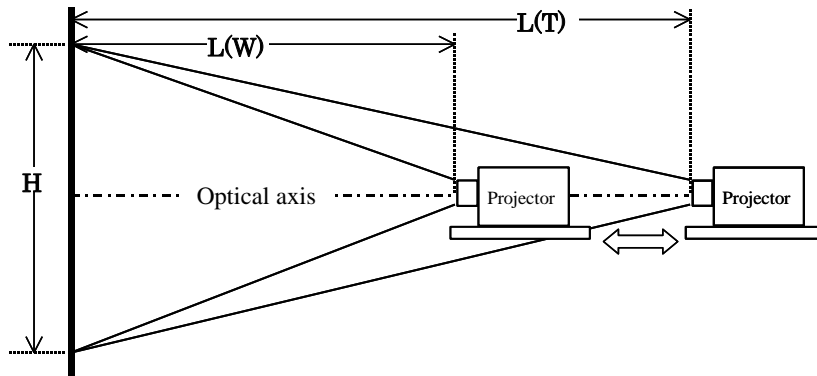 L(T)
L(W)
H
Optical axis
Projector
Projector